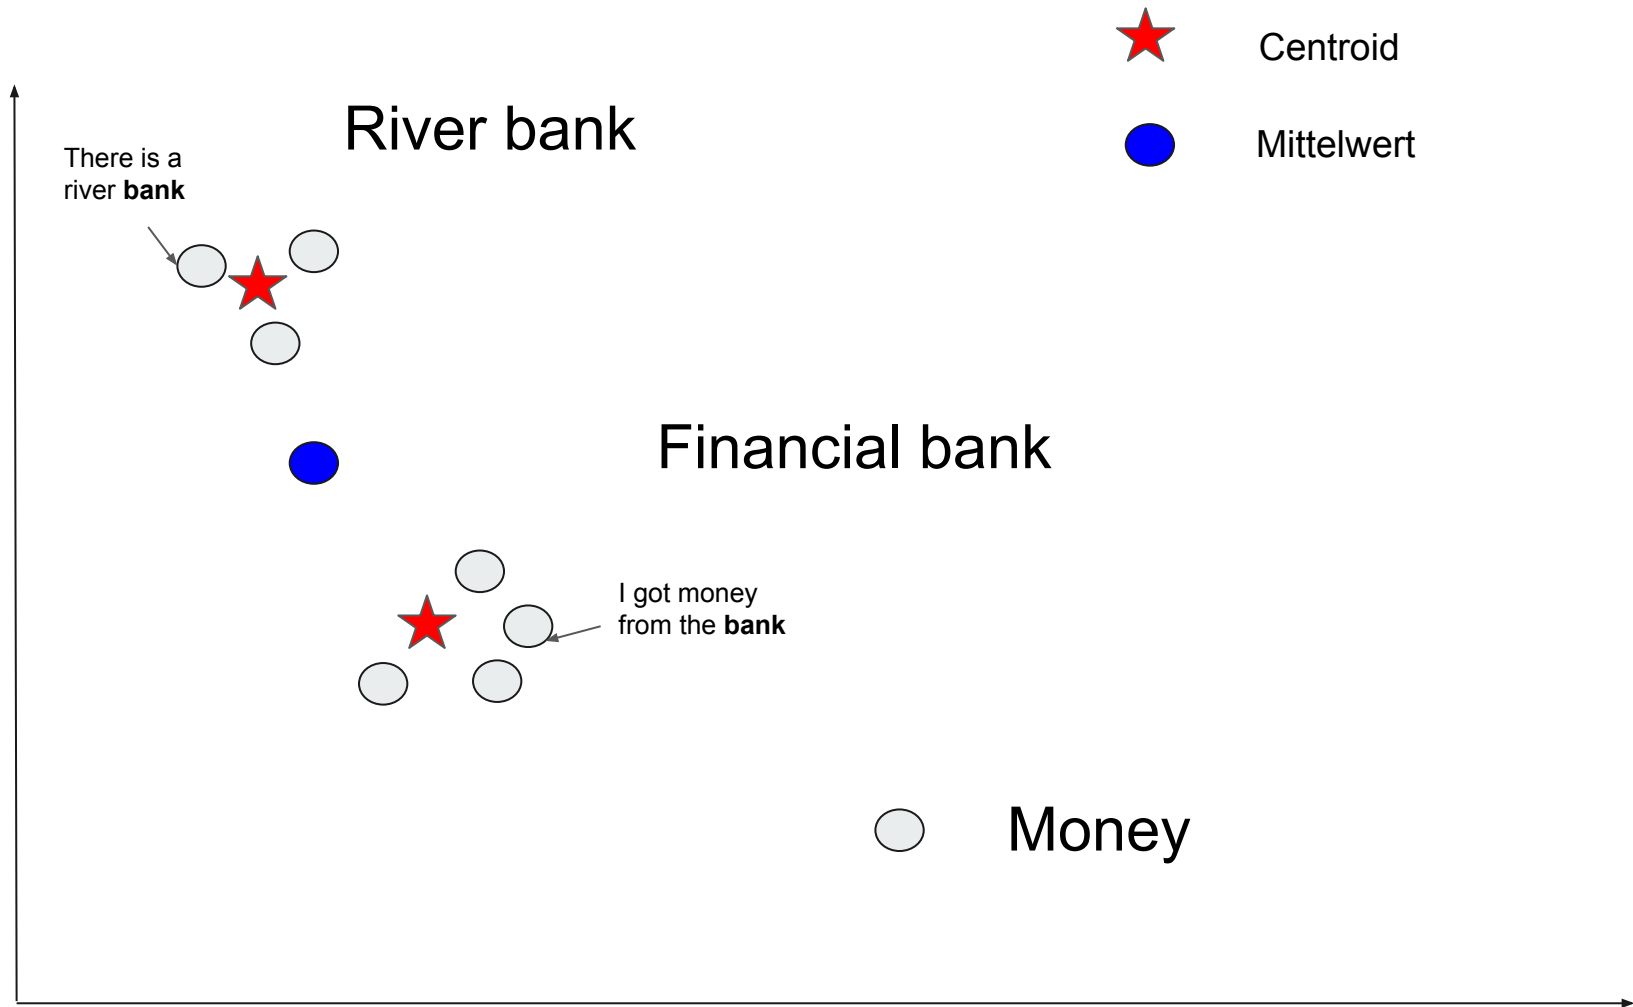 Centroid
River bank
Mittelwert
There is a
river bank
Financial bank
I got money
from the bank
Money